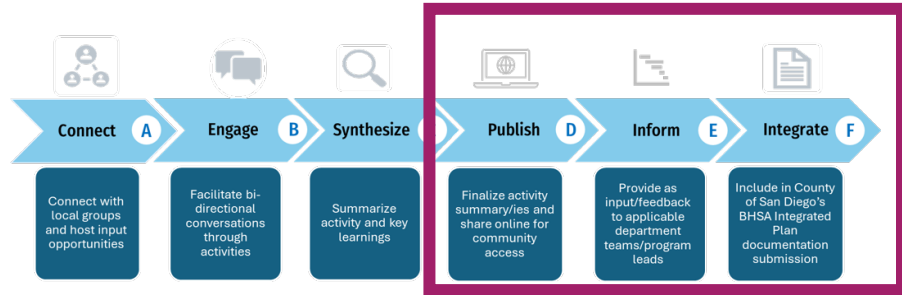 Connect A
Engage B
Synthesize
Publish D
Inform E
Integrate F
Connect with
local groups
and host input
opportunities
Facilitate bi-
directional
conversations
through
activities
Summarize
activity and key
learnings
Finalize activity
summary/ies and
share online for
community
access
Provide as
input/feedback
to applicable
department
teams/program
leads
Include in County
of San Diego's
BHSA Integrated
Plan
documentation
submission